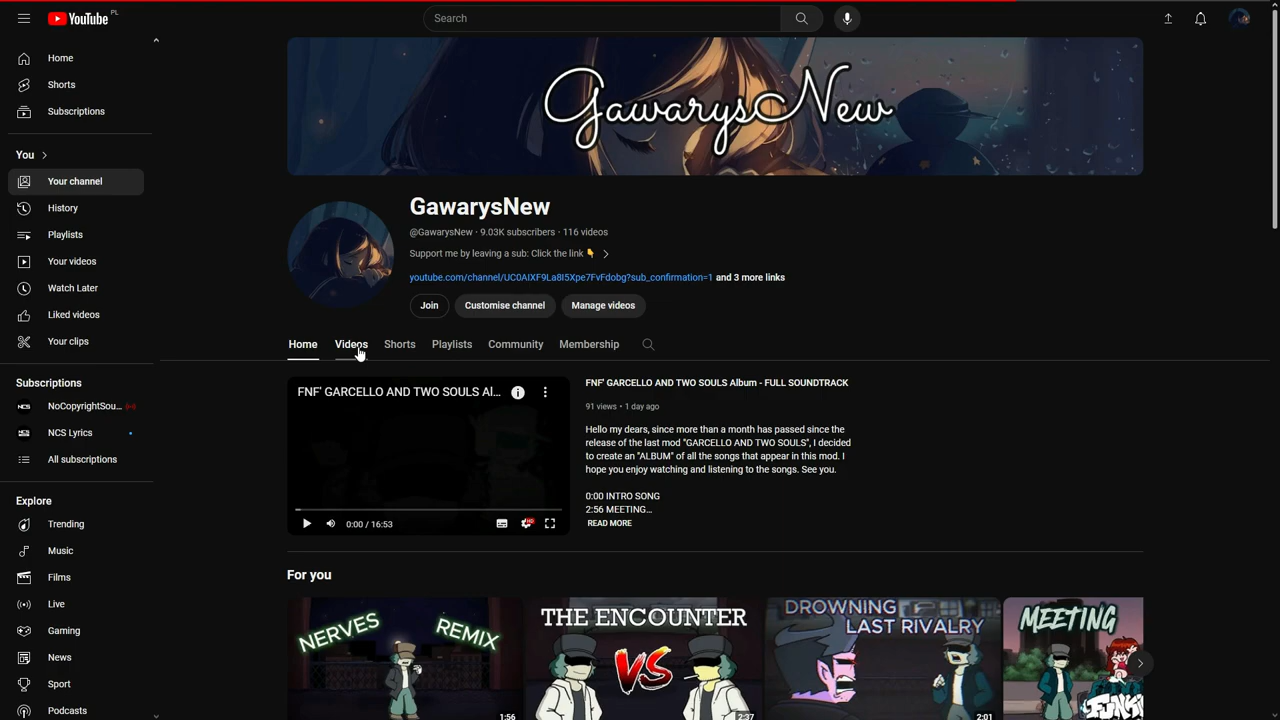 YouTube PL
Search
Home
Shorts
Subscriptions
You
Your channel
History
Playlists
Your videos
Watch Later
Liked videos
Your clips
Subscriptions
NCS NoCopyrightSou...
NCS NCS Lyrics
All subscriptions
Explore
Trending
Music
Films
Live
Gaming
News
Sport
Podcasts
GawarysNew
GawarysNew
@GawarysNew · 9.03K subscribers · 116 videos
Support me by leaving a sub: Click the link 👇
youtube.com/channel/UC0AIXF9La8I5Xpe7FvFdobg?sub_confirmation=1 and 3 more links
Join Customise channel Manage videos
Home Videos Shorts Playlists Community Membership
FNF' GARCELLO AND TWO SOULS Al...
0:00 / 16:53
HD
FNF' GARCELLO AND TWO SOULS Album - FULL SOUNDTRACK
91 views · 1 day ago
Hello my dears, since more than a month has passed since the
release of the last mod "GARCELLO AND TWO SOULS", I decided
to create an "ALBUM" of all the songs that appear in this mod. I
hope you enjoy watching and listening to the songs. See you.
0:00 INTRO SONG
2:56 MEETING...
READ MORE
For you
NERVES REMIX
1:56
THE ENCOUNTER
VS
2:37
DROWNING
LAST RIVALRY
2:01
MEETING
FUNKIN